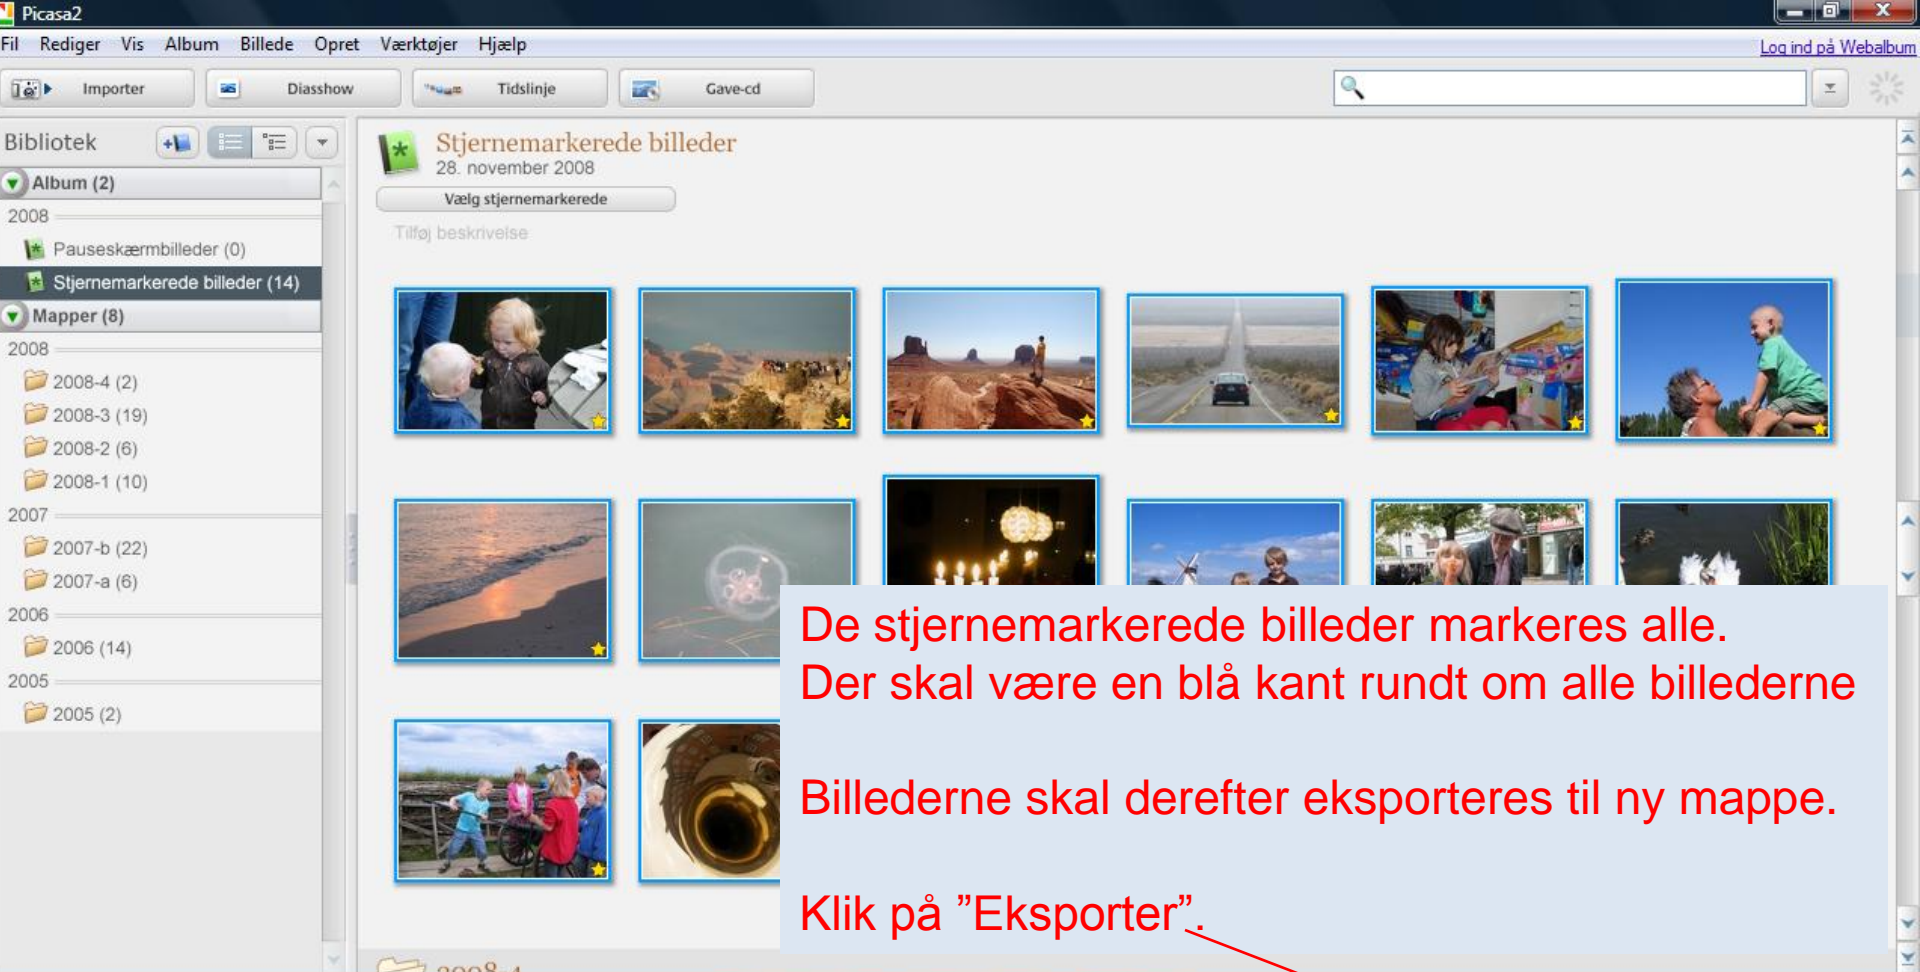 Picasa2
Fil Rediger Vis Album Billede Opret Værktøjer Hjælp
Log ind på Webalbum
Importer Diasshow Tidslinje Gave-cd
Bibliotek
Album (2)
2008
Pauseskærmbilleder (0)
Stjernemarkerede billeder (14)
Mapper (8)
2008
2008-4 (2)
2008-3 (19)
2008-2 (6)
2008-1 (10)
2007
2007-b (22)
2007-a (6)
2006
2006 (14)
2005
2005 (2)
Stjernemarkerede billeder
28. november 2008
Vælg stjernemarkerede
Tilføj beskrivelse
De stjernemarkerede billeder markeres alle.
Der skal være en blå kant rundt om alle billederne
Billederne skal derefter eksporteres til ny mappe.
Klik på ”Eksporter”.
2008-4